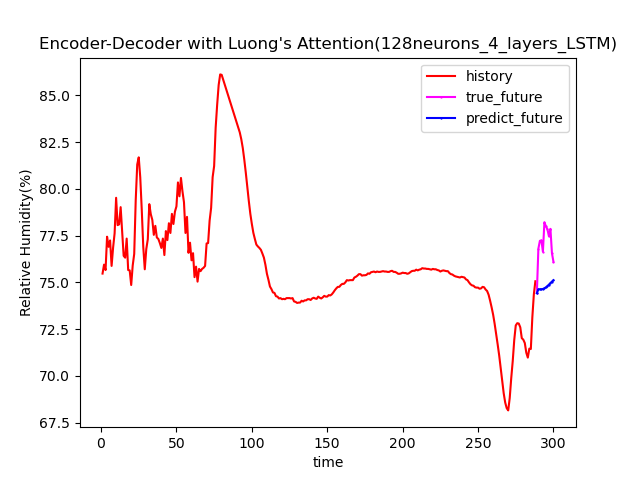 Encoder-Decoder with Luong's Attention(128neurons_4_layers_LSTM)
history
true_future
predict_future
85.0
82.5
80.0
77.5
75.0
72.5
70.0
67.5
Relative Humidity(%)
0 50 100 150 200 250 300
time